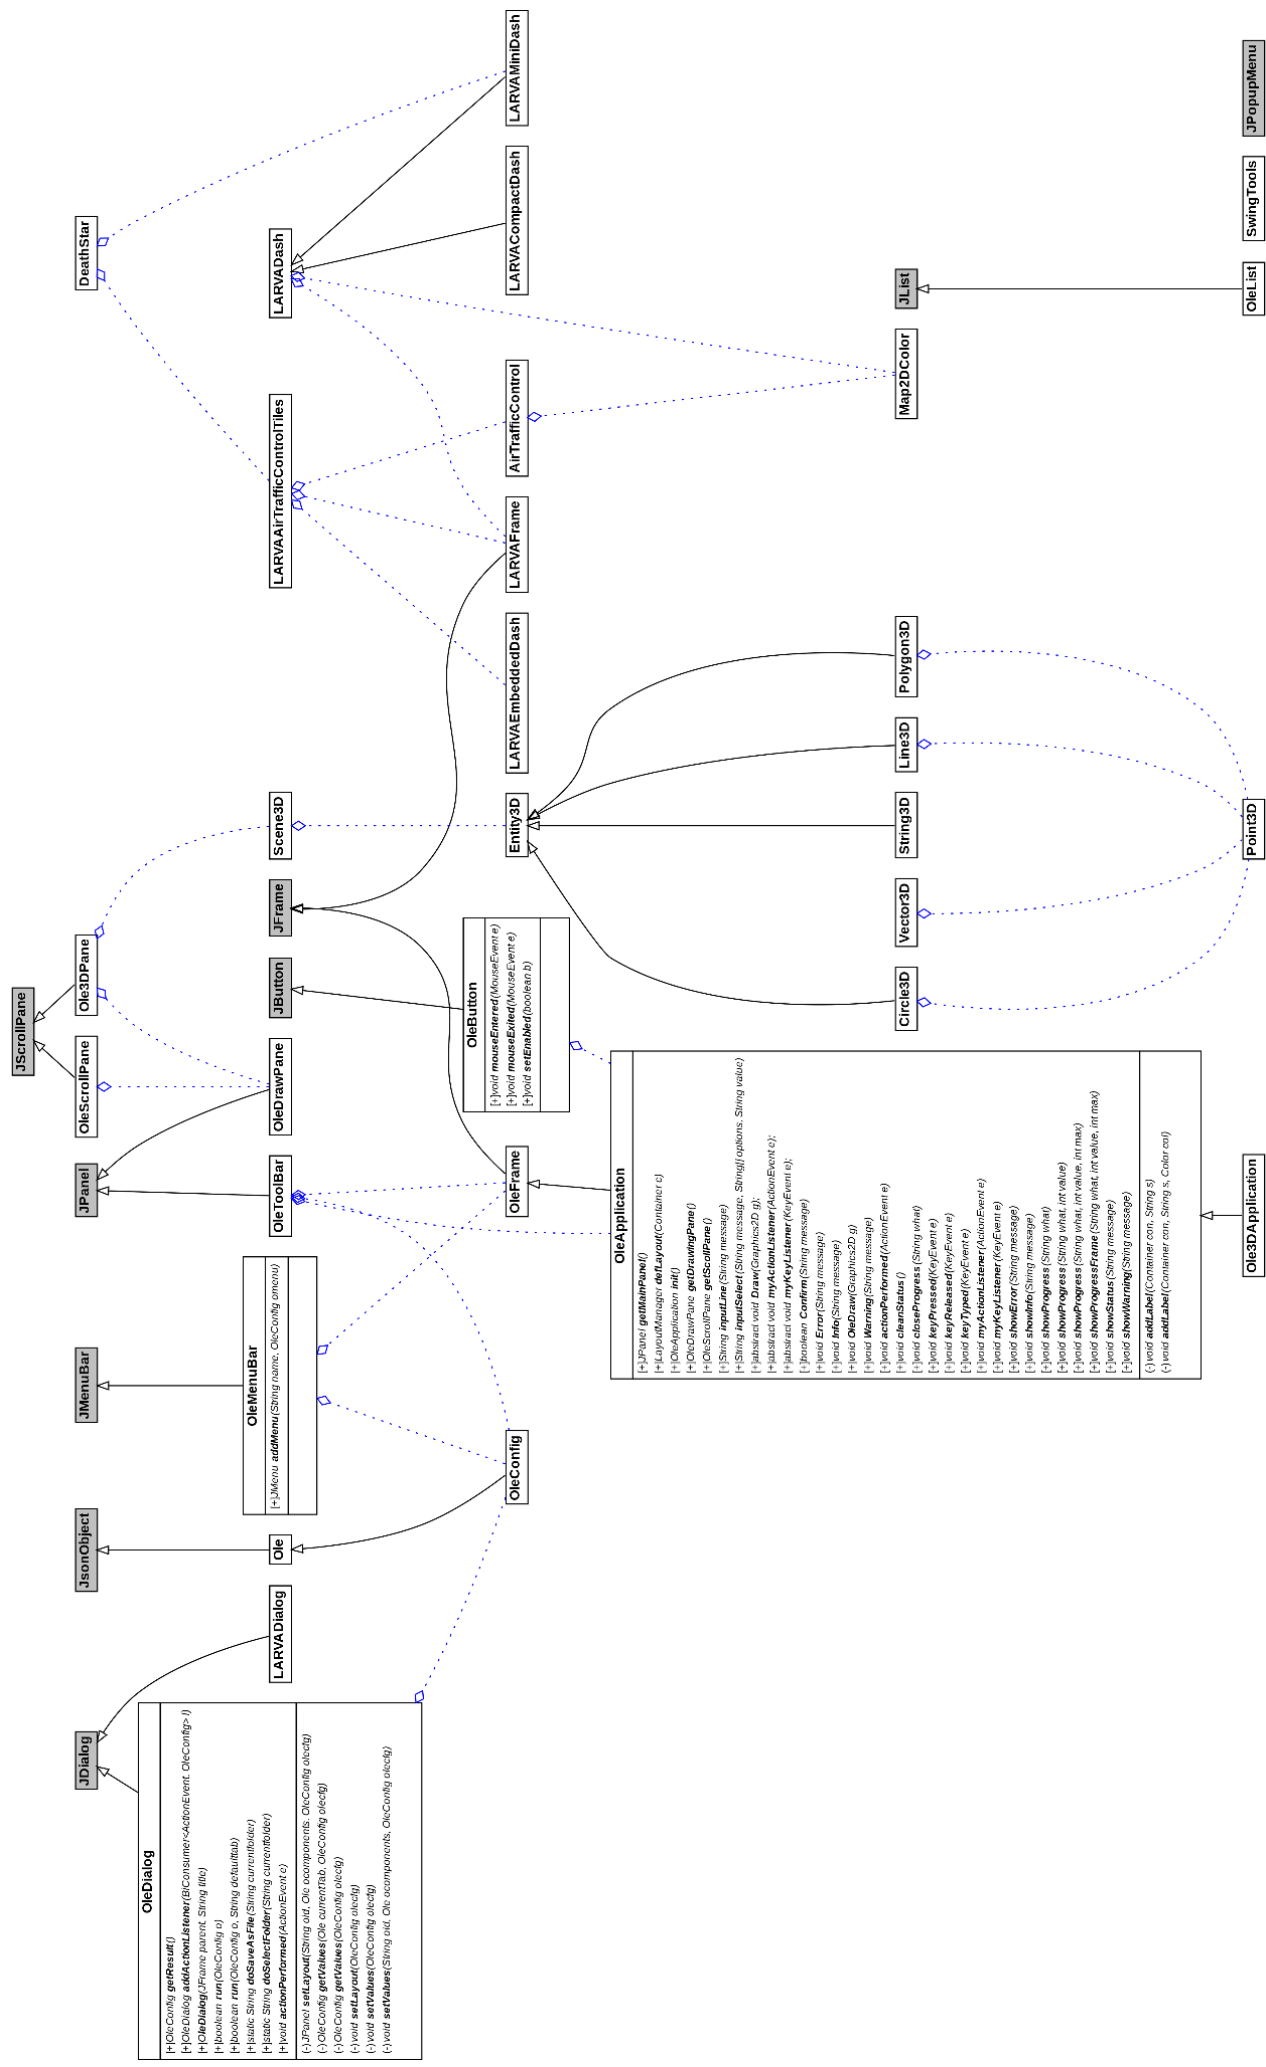 JScrollPane
JDialog
JsonObject
JMenuBar
JPanel
OleScrollPane
Ole3DPane
DeathStar
OleDialog
[+]OleConfig getResult()
[+]OleDialog addActionListener(BiConsumer<ActionEvent, OleConfig> l)
[+]OleDialog(JFrame parent, String title)
[+]boolean run(OleConfig o)
[+]boolean run(OleConfig o, String defaulttab)
[+]static String doSaveAsFile(String currentfolder)
[+]static String doSelectFolder(String currentfolder)
[+]void actionPerformed(ActionEvent e)
(-)JPanel setLayout(String oid, Ole ocomponents, OleConfig olecfg)
(-)OleConfig getValues(Ole currentTab, OleConfig olecfg)
(-)OleConfig getValues(OleConfig olecfg)
(-)void setLayout(OleConfig olecfg)
(-)void setValues(OleConfig olecfg)
(-)void setValues(String oid, Ole ocomponents, OleConfig olecfg)
LARVADialog
Ole
OleMenuBar
[+]JMenu addMenu(String name, OleConfig omenu)
OleToolBar
OleDrawPane
JButton
JFrame
Scene3D
LARVAAirTrafficControlTiles
LARVADash
OleConfig
OleFrame
OleButton
[+]void mouseEntered(MouseEvent e)
[+]void mouseExited(MouseEvent e)
[+]void setEnabled(boolean b)
Entity3D
LARVAEmbeddedDash
LARVAFrame
AirTrafficControl
LARVACompactDash
LARVAMiniDash
OleApplication
[+]JPanel getMainPanel()
[+]LayoutManager defLayout(Container c)
[+]OleApplication init()
[+]OleDrawPane getDrawingPane()
[+]OleScrollPane getScollPane()
[+]String inputLine(String message)
[+]String inputSelect(String message, String[] options, String value)
[+]abstract void Draw(Graphics2D g);
[+]abstract void myActionListener(ActionEvent e);
[+]abstract void myKeyListener(KeyEvent e);
[+]boolean Confirm(String message)
[+]void Error(String message)
[+]void Info(String message)
[+]void OleDraw(Graphics2D g)
[+]void Warning(String message)
[+]void actionPerformed(ActionEvent e)
[+]void cleanStatus()
[+]void closeProgress(String what)
[+]void keyPressed(KeyEvent e)
[+]void keyReleased(KeyEvent e)
[+]void keyTyped(KeyEvent e)
[+]void myActionListener(ActionEvent e)
[+]void myKeyListener(KeyEvent e)
[+]void showError(String message)
[+]void showInfo(String message)
[+]void showProgress(String what)
[+]void showProgress(String what, int value)
[+]void showProgress(String what, int value, int max)
[+]void showProgressFrame(String what, int value, int max)
[+]void showStatus(String message)
[+]void showWarning(String message)
(-)void addLabel(Container con, String s)
(-)void addLabel(Container con, String s, Color col)
Circle3D
Vector3D
String3D
Line3D
Polygon3D
Map2DColor
JList
Ole3DApplication
Point3D
OleList
SwingTools
JPopupMenu